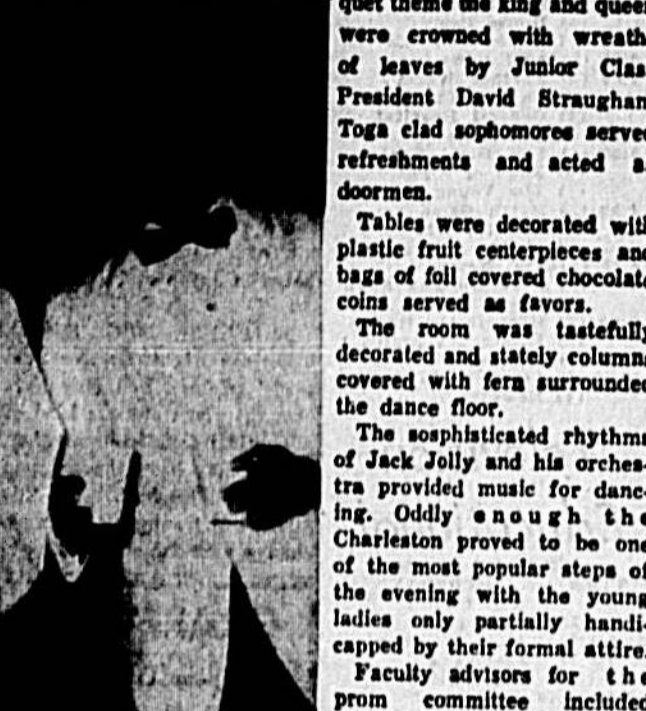 quet theme the king and queen
were crowned with wreath
of leaves by Junior Clas
President David Straughan
Toga clad sophomores served
refreshments and acted a
doormen.
Tables were decorated with
plastic fruit centerpieces and
bags of foil covered chocolate
coins served as favors.
The room was tastefully
decorated and stately column
covered with fern surrounded
the dance floor.
The sosphisticated rhythms
of Jack Jolly and his orches-
tra provided music for danc-
ing. Oddly enough the
Charleston proved to be one
of the most popular steps of
the evening with the young
ladies only partially handi-
capped by their formal attire.
Faculty advisors for the
prom committee included